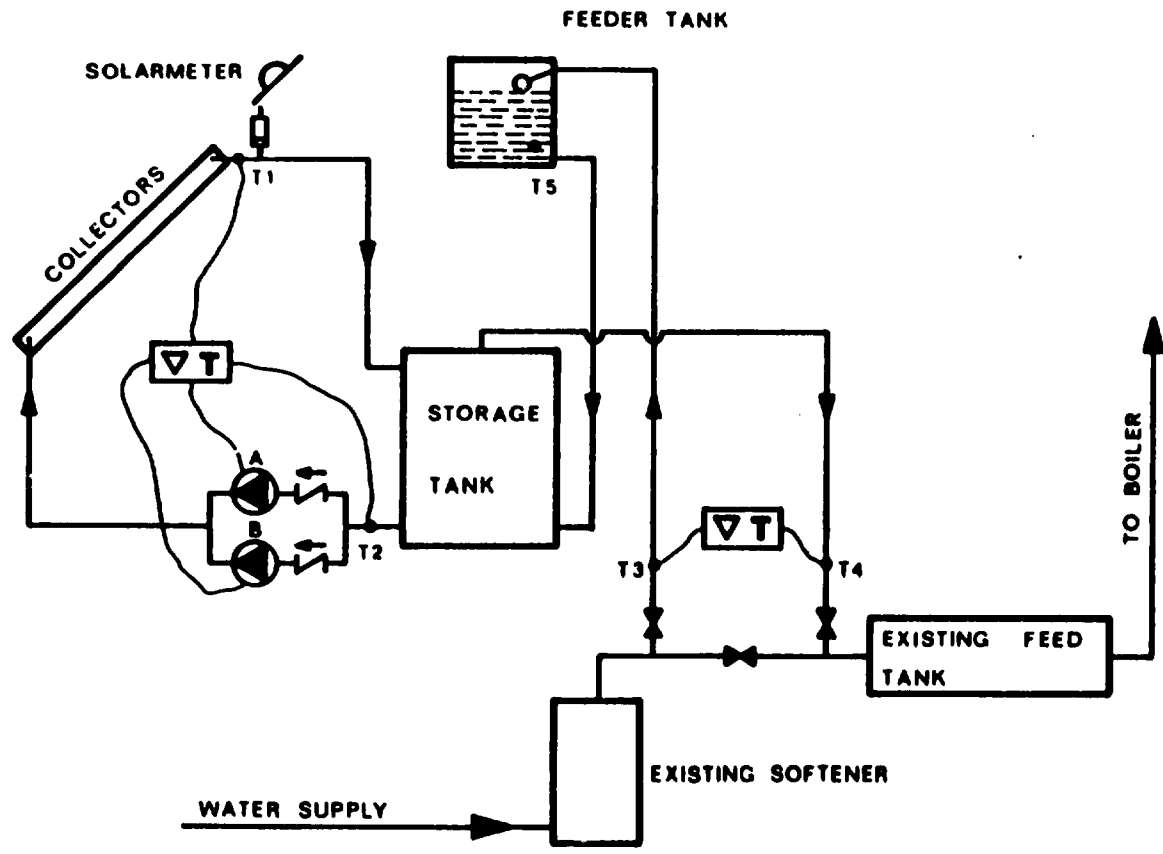 FEEDER TANK
SOLARMETER
T1
T5
COLLECTORS
▽ T
STORAGE
TANK
A
B
T2
▽ T
T3
T4
TO BOILER
EXISTING FEED
TANK
EXISTING SOFTENER
WATER SUPPLY